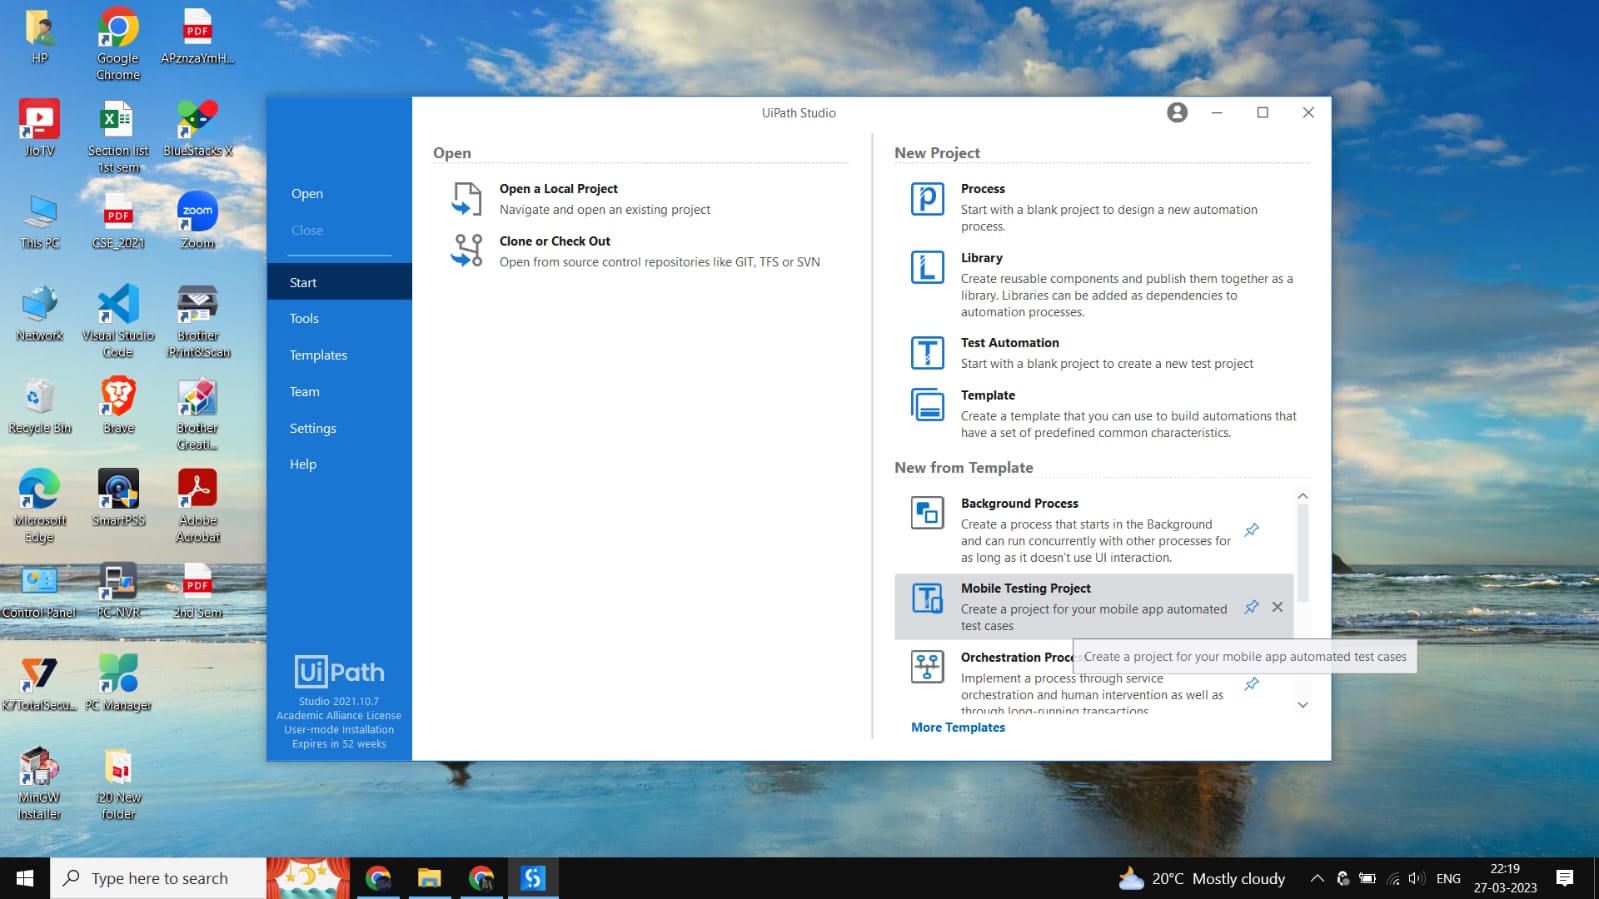 HP
Google
Chrome
APznzaYmH...
JioTV
Section list
1st sem
BlueStacks X
This PC
PDF
CSE_2021
zoom
Zoom
Network
Visual Studio
Code
Brother
iPrint&Scan
Recycle Bin
Brave
Brother
Creati...
Microsoft
Edge
SmartPSS
Adobe
Acrobat
Control Panel
PC-NVR
PDF
2nd Sem
K7TotalSecu...
PC Manager
MinGW
Installer
i20 New
folder
PDF
UiPath Studio
Open
Close
Start
Tools
Templates
Team
Settings
Help
UiPath
Studio 2021.10.7
Academic Alliance License
User-mode Installation
Expires in 52 weeks
Open
Open a Local Project
Navigate and open an existing project
Clone or Check Out
Open from source control repositories like GIT, TFS or SVN
New Project
Process
Start with a blank project to design a new automation
process.
Library
Create reusable components and publish them together as a
library. Libraries can be added as dependencies to
automation processes.
Test Automation
Start with a blank project to create a new test project
Template
Create a template that you can use to build automations that
have a set of predefined common characteristics.
New from Template
Background Process
Create a process that starts in the Background
and can run concurrently with other processes for
as long as it doesn't use UI interaction.
Mobile Testing Project
Create a project for your mobile app automated
test cases
Orchestration Proce
Create a project for your mobile app automated test cases
Implement a process through service
orchestration and human intervention as well as
through long-running transactions
More Templates
Type here to search
20°C Mostly cloudy
ENG
22:19
27-03-2023